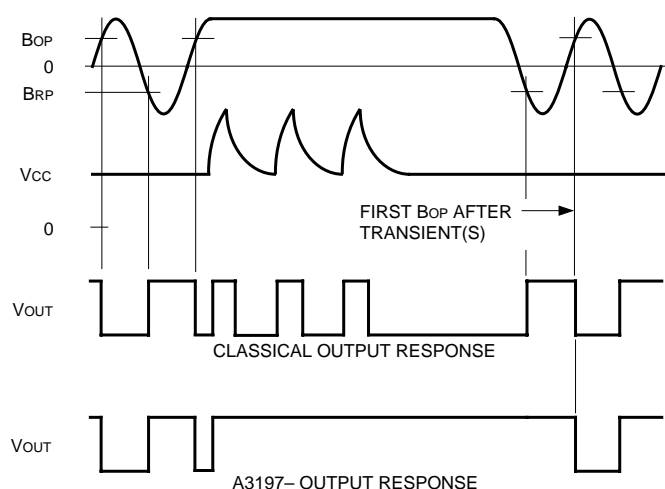 BOP
0
BRP
VCC
FIRST BOP AFTER
TRANSIENT(S)
0
VOUT
CLASSICAL OUTPUT RESPONSE
VOUT
A3197– OUTPUT RESPONSE